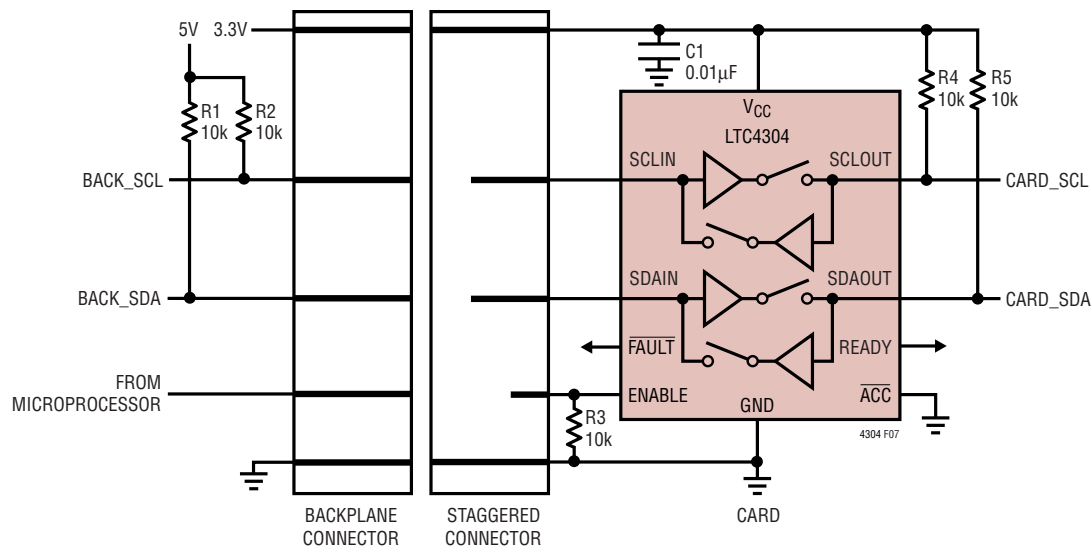 5V 3.3V
R1
10k
R2
10k
BACK_SCL
BACK_SDA
FROM
MICROPROCESSOR
BACKPLANE
CONNECTOR
STAGGERED
CONNECTOR
C1
0.01μF
VCC
LTC4304
SCLIN
SCLOUT
SDAIN
SDAOUT
FAULT
READY
ENABLE
GND
ACC
4304 F07
R3
10k
CARD
R4
10k
R5
10k
CARD_SCL
CARD_SDA